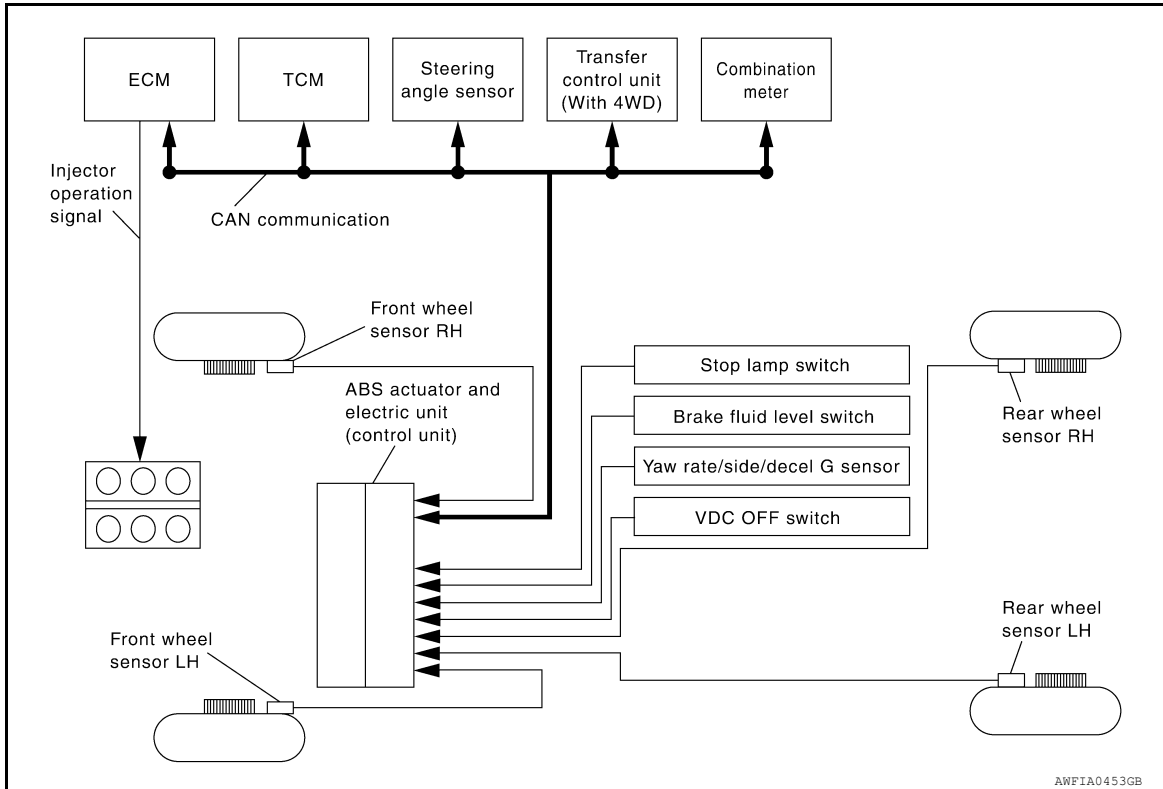 ECM
TCM
Steering
angle sensor
Transfer
control unit
(With 4WD)
Combination
meter
Injector
operation
signal
CAN communication
Front wheel
sensor RH
ABS actuator and
electric unit
(control unit)
Stop lamp switch
Brake fluid level switch
Yaw rate/side/decel G sensor
VDC OFF switch
Rear wheel
sensor RH
Front wheel
sensor LH
Rear wheel
sensor LH
AWFIA0453GB